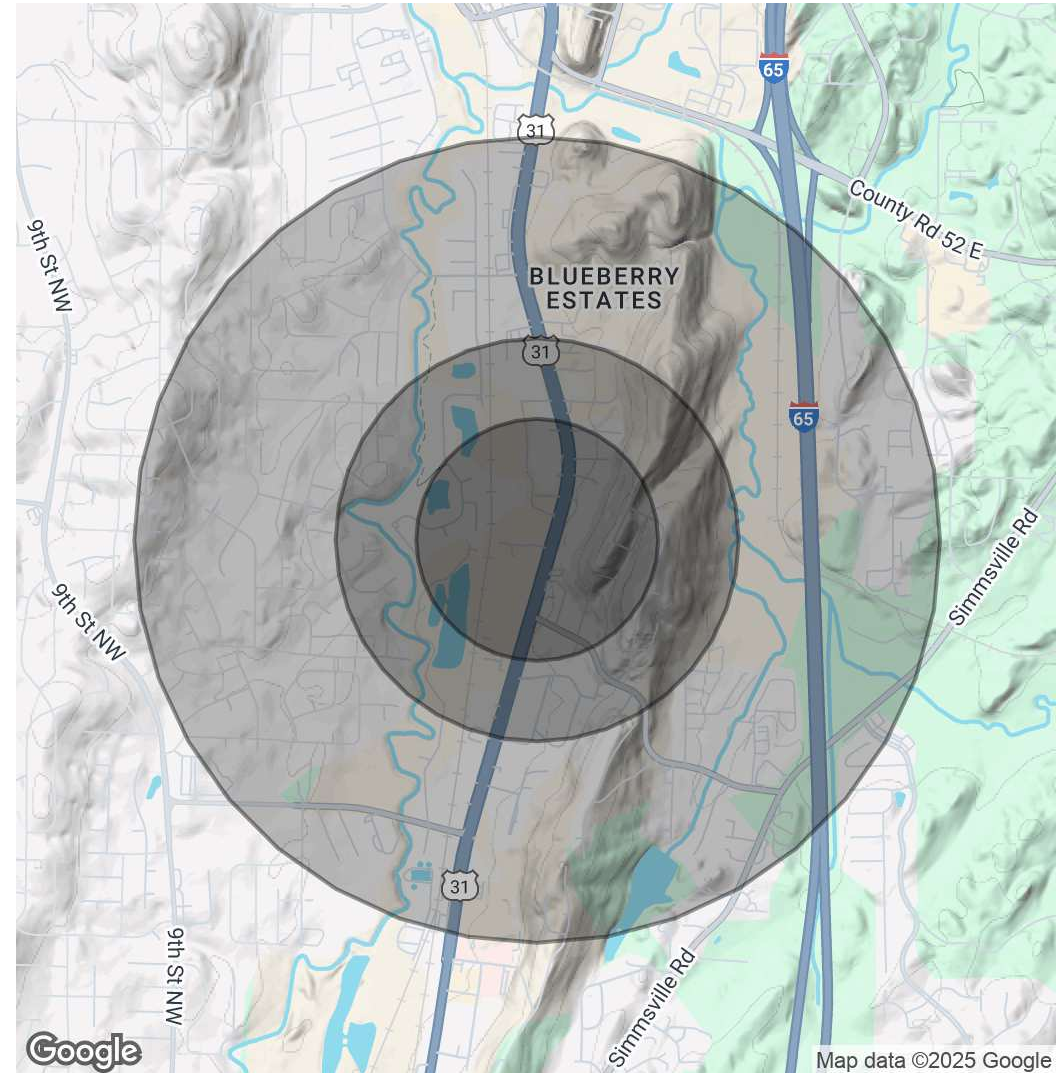 65
31
County Rd 52 E
9th St NW
BLUEBERRY
ESTATES
31
65
Simmsville Rd
9th St NW
31
9th St NW
Simmsville Rd
Google
Map data ©2025 Google